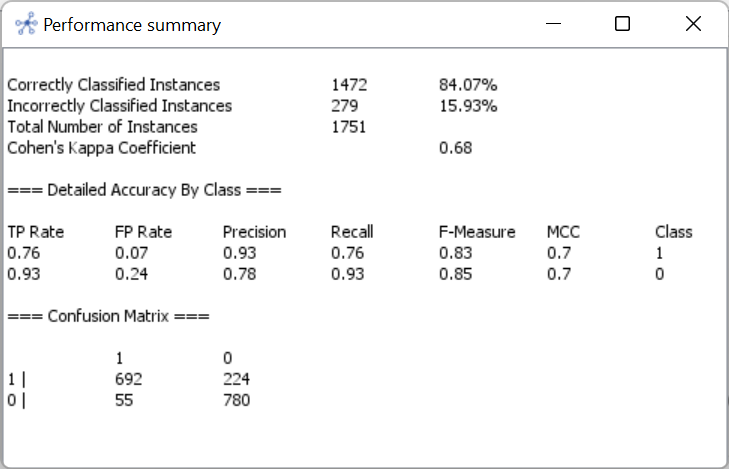 Performance summary
Correctly Classified Instances 1472 84.07%
Incorrectly Classified Instances 279 15.93%
Total Number of Instances 1751
Cohen's Kappa Coefficient 0.68
=== Detailed Accuracy By Class ===
TP Rate FP Rate Precision Recall F-Measure MCC Class
0.76 0.07 0.93 0.76 0.83 0.7 1
0.93 0.24 0.78 0.93 0.85 0.7 0
=== Confusion Matrix ===
1 0
1 | 692 224
0 | 55 780